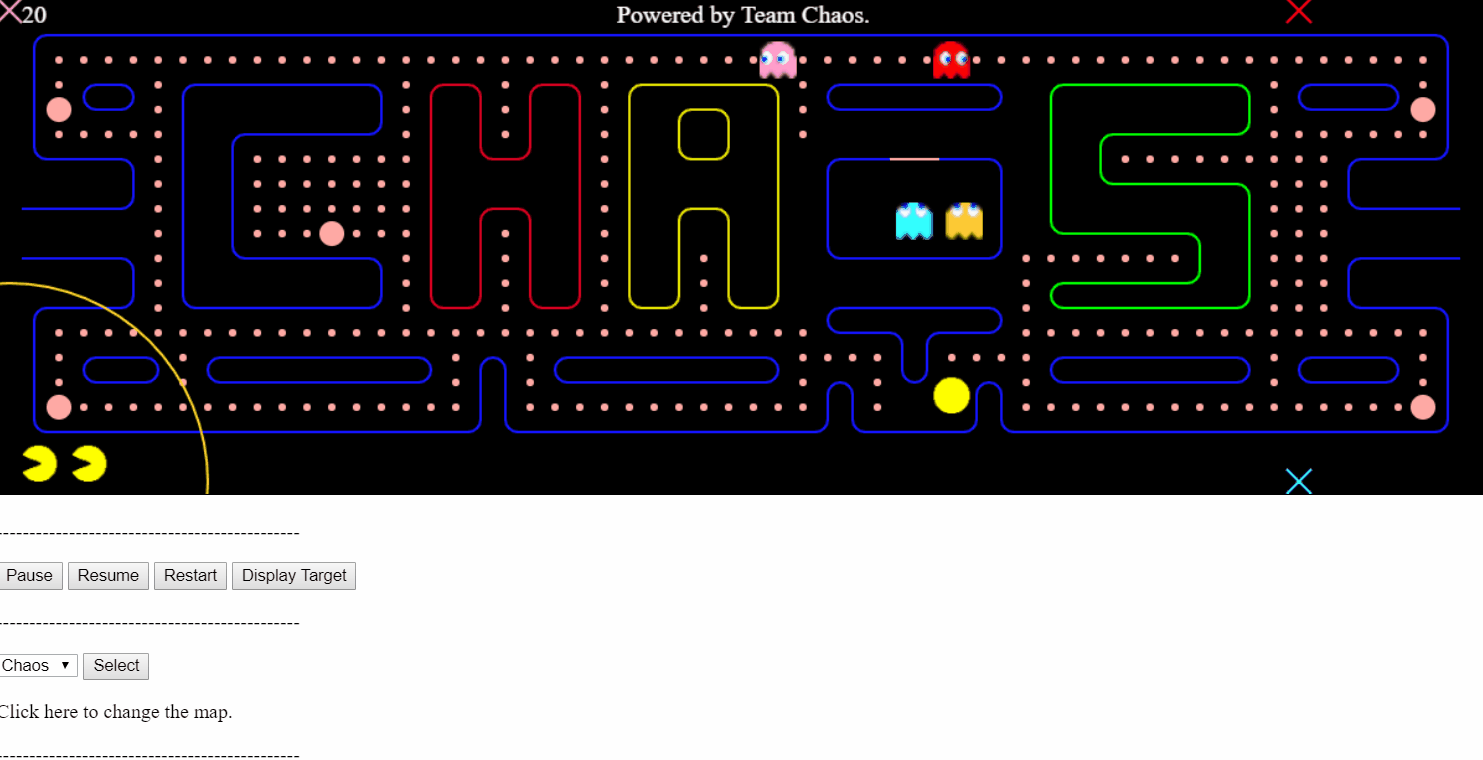 20 Powered by Team Chaos.
---------------------------------------------
Pause Resume Restart Display Target
---------------------------------------------
Chaos Select
Click here to change the map.
---------------------------------------------